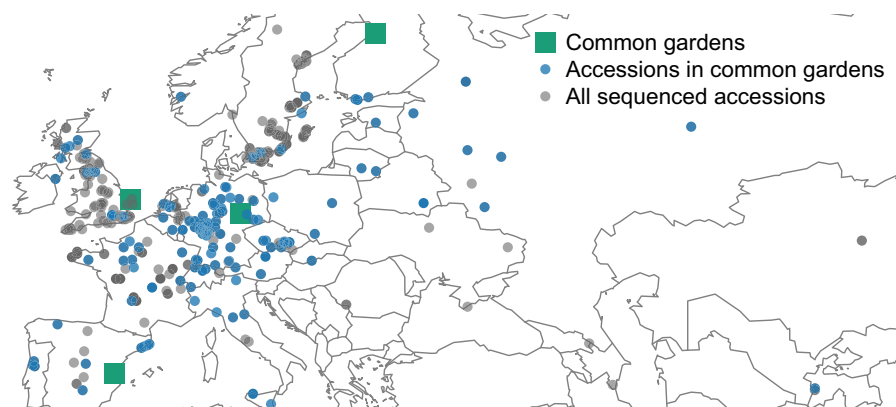 Common gardens
Accessions in common gardens
All sequenced accessions